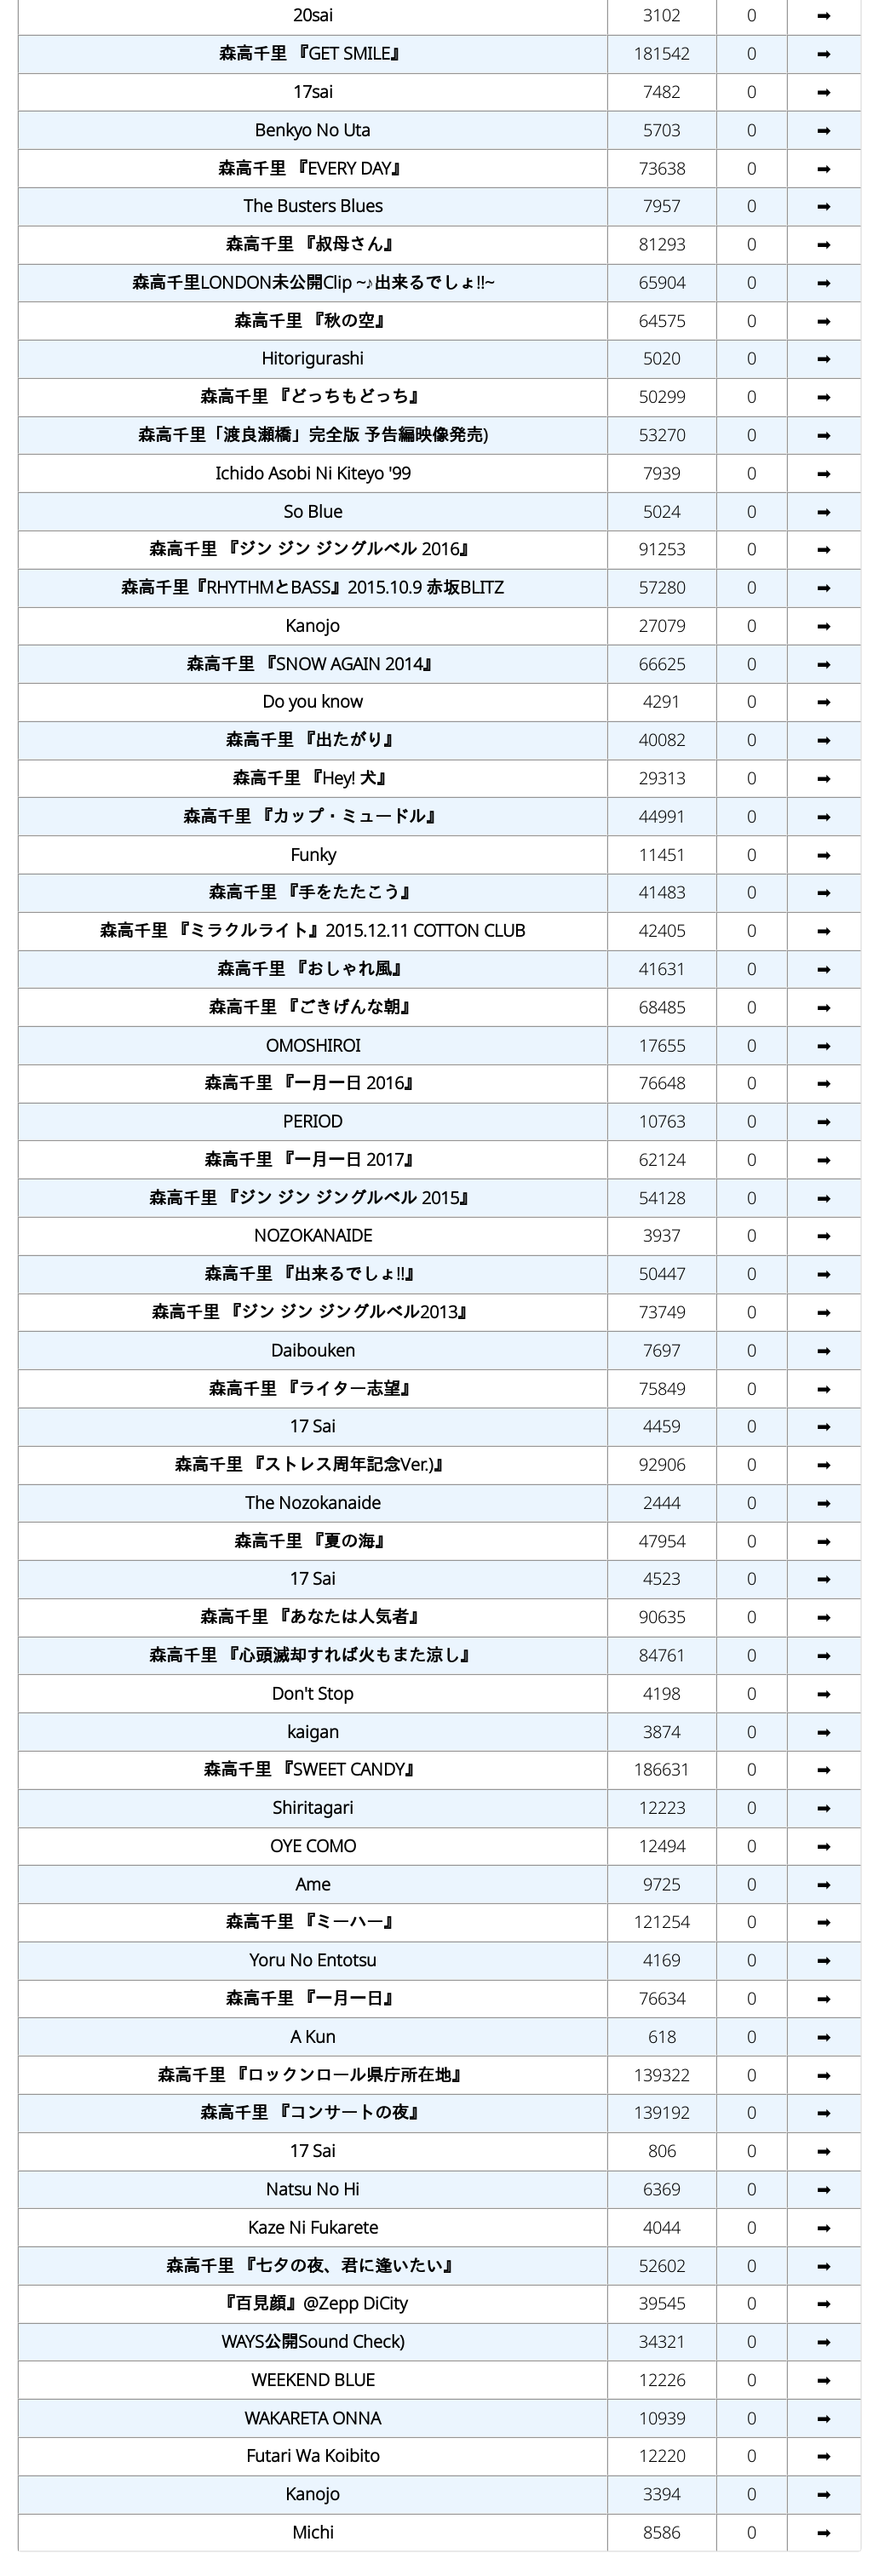 20sai 3102 0 ➡
森高千里 『GET SMILE』 181542 0 ➡
17sai 7482 0 ➡
Benkyo No Uta 5703 0 ➡
森高千里 『EVERY DAY』 73638 0 ➡
The Busters Blues 7957 0 ➡
森高千里 『叔母さん』 81293 0 ➡
森高千里LONDON未公開Clip ~♪出来るでしょ!!~ 65904 0 ➡
森高千里 『秋の空』 64575 0 ➡
Hitorigurashi 5020 0 ➡
森高千里 『どっちもどっち』 50299 0 ➡
森高千里「渡良瀬橋」完全版 予告編映像発売) 53270 0 ➡
Ichido Asobi Ni Kiteyo '99 7939 0 ➡
So Blue 5024 0 ➡
森高千里 『ジン ジン ジングルベル 2016』 91253 0 ➡
森高千里『RHYTHMとBASS』2015.10.9 赤坂BLITZ 57280 0 ➡
Kanojo 27079 0 ➡
森高千里 『SNOW AGAIN 2014』 66625 0 ➡
Do you know 4291 0 ➡
森高千里 『出たがり』 40082 0 ➡
森高千里 『Hey! 犬』 29313 0 ➡
森高千里 『カップ・ミュードル』 44991 0 ➡
Funky 11451 0 ➡
森高千里 『手をたたこう』 41483 0 ➡
森高千里 『ミラクルライト』2015.12.11 COTTON CLUB 42405 0 ➡
森高千里 『おしゃれ風』 41631 0 ➡
森高千里 『ごきげんな朝』 68485 0 ➡
OMOSHIROI 17655 0 ➡
森高千里 『一月一日 2016』 76648 0 ➡
PERIOD 10763 0 ➡
森高千里 『一月一日 2017』 62124 0 ➡
森高千里 『ジン ジン ジングルベル 2015』 54128 0 ➡
NOZOKANAIDE 3937 0 ➡
森高千里 『出来るでしょ!!』 50447 0 ➡
森高千里 『ジン ジン ジングルベル2013』 73749 0 ➡
Daibouken 7697 0 ➡
森高千里 『ライター志望』 75849 0 ➡
17 Sai 4459 0 ➡
森高千里 『ストレス周年記念Ver.)』 92906 0 ➡
The Nozokanaide 2444 0 ➡
森高千里 『夏の海』 47954 0 ➡
17 Sai 4523 0 ➡
森高千里 『あなたは人気者』 90635 0 ➡
森高千里 『心頭滅却すれば火もまた涼し』 84761 0 ➡
Don't Stop 4198 0 ➡
kaigan 3874 0 ➡
森高千里 『SWEET CANDY』 186631 0 ➡
Shiritagari 12223 0 ➡
OYE COMO 12494 0 ➡
Ame 9725 0 ➡
森高千里 『ミーハー』 121254 0 ➡
Yoru No Entotsu 4169 0 ➡
森高千里 『一月一日』 76634 0 ➡
A Kun 618 0 ➡
森高千里 『ロックンロール県庁所在地』 139322 0 ➡
森高千里 『コンサートの夜』 139192 0 ➡
17 Sai 806 0 ➡
Natsu No Hi 6369 0 ➡
Kaze Ni Fukarete 4044 0 ➡
森高千里 『七夕の夜、君に逢いたい』 52602 0 ➡
『百見顔』@Zepp DiCity 39545 0 ➡
WAYS公開Sound Check) 34321 0 ➡
WEEKEND BLUE 12226 0 ➡
WAKARETA ONNA 10939 0 ➡
Futari Wa Koibito 12220 0 ➡
Kanojo 3394 0 ➡
Michi 8586 0 ➡